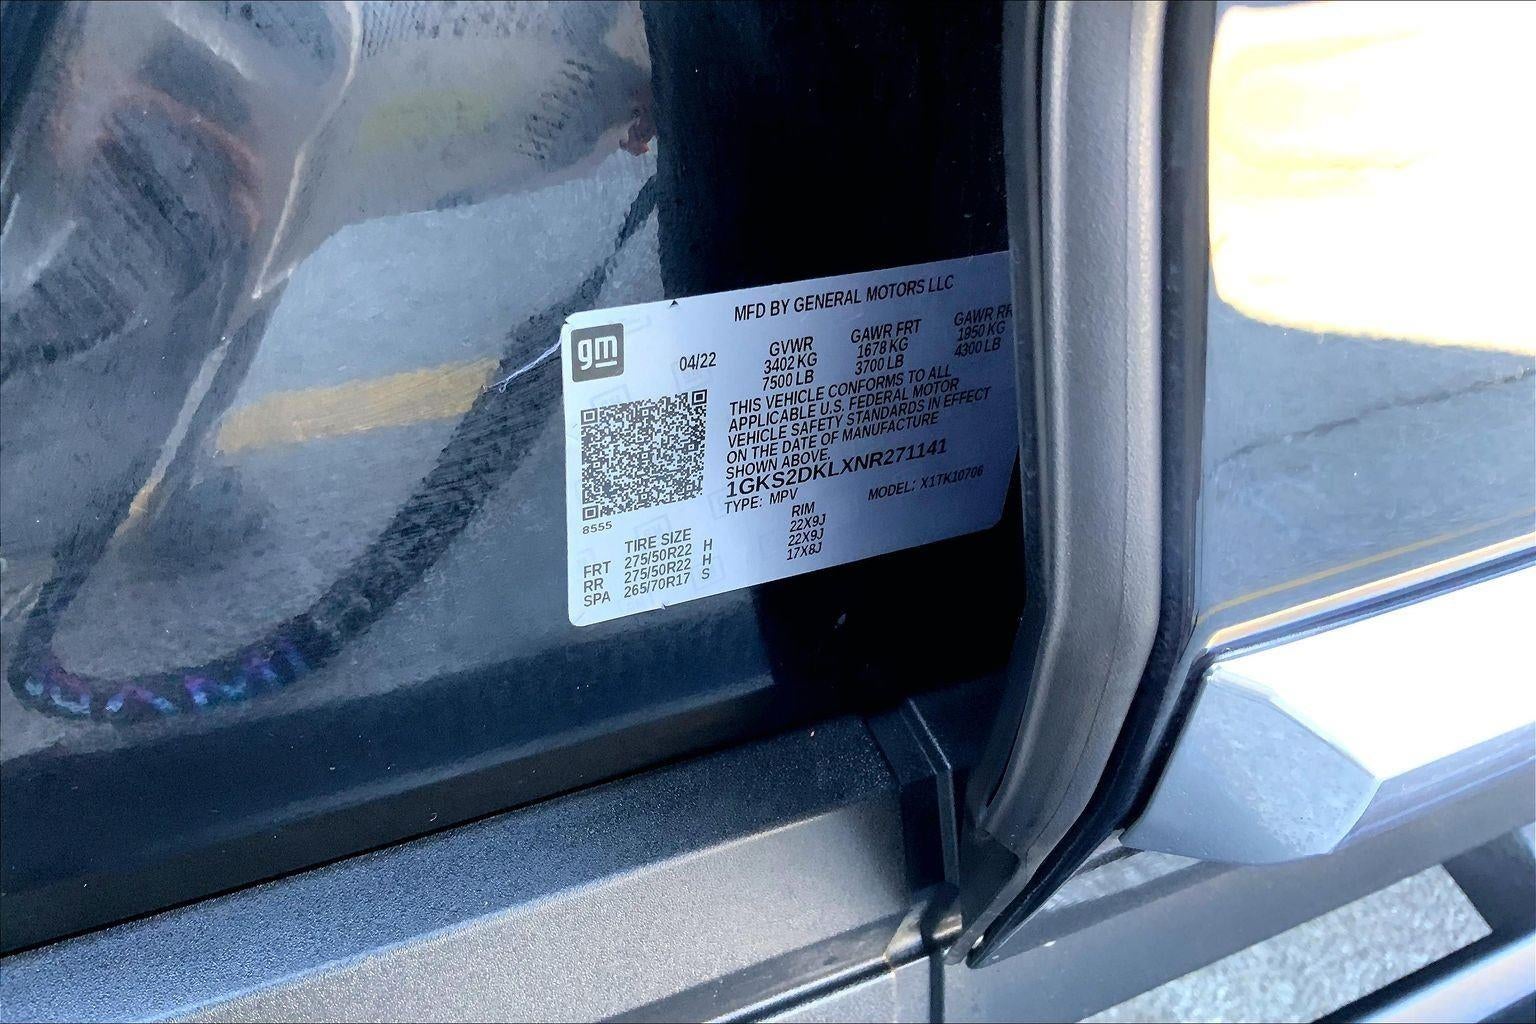 MFD BY GENERAL MOTORS LLC
gm
04/22
GVWR
3402 KG
7500 LB
GAWR FRT
1678 KG
3700 LB
GAWR RR
1950 KG
4300 LB
THIS VEHICLE CONFORMS TO ALL
APPLICABLE U.S. FEDERAL MOTOR
VEHICLE SAFETY STANDARDS IN EFFECT
ON THE DATE OF MANUFACTURE
SHOWN ABOVE.
1GKS2DKLXNR271141
TYPE: MPV
MODEL: X1TK10706
8555
TIRE SIZE RIM
FRT 275/50R22 H 22X9J
RR 275/50R22 H 22X9J
SPA 265/70R17 S 17X8J